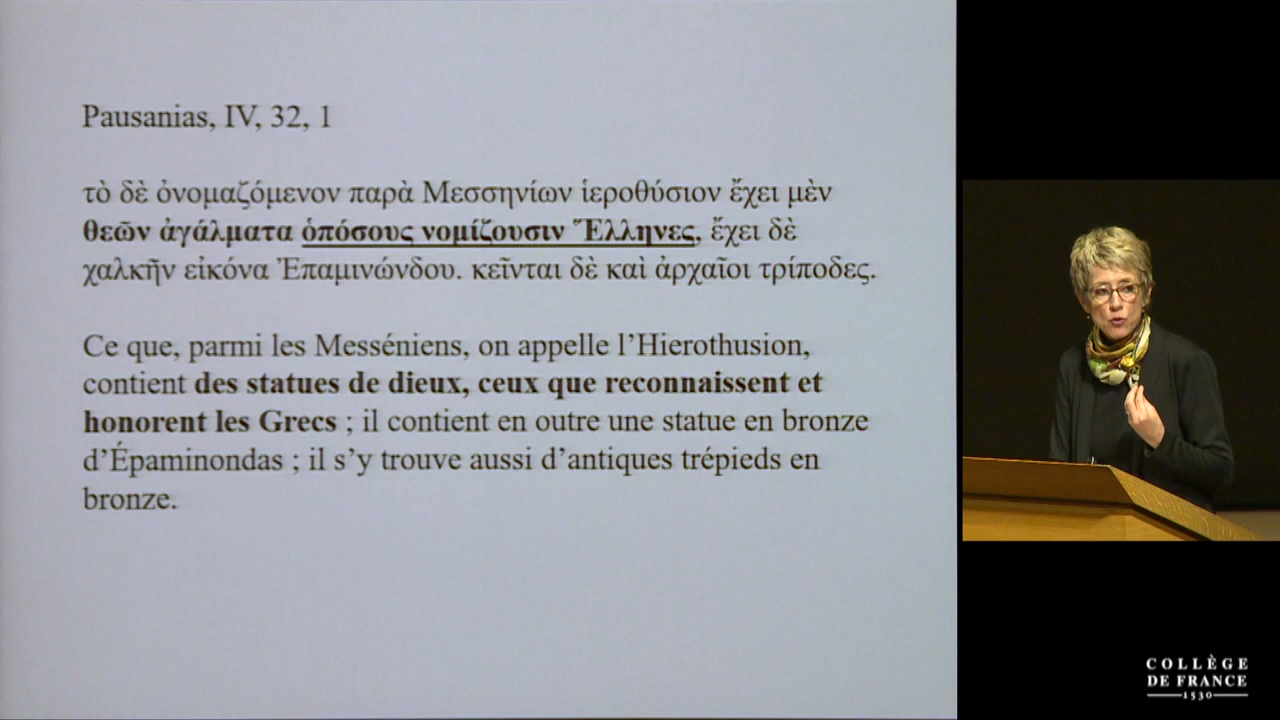 Pausanias, IV, 32, 1
τὸ δὲ ὀνομαζόμενον παρὰ Μεσσηνίων ἱεροθύσιον ἔχει μὲν
θεῶν ἀγάλματα ὁπόσους νομίζουσιν Ἕλληνες, ἔχει δὲ
χαλκῆν εἰκόνα Ἐπαμινώνδου. κεῖνται δὲ καὶ ἀρχαῖοι τρίποδες.
Ce que, parmi les Messéniens, on appelle l’Hierothusion,
contient des statues de dieux, ceux que reconnaissent et
honorent les Grecs ; il contient en outre une statue en bronze
d’Épaminondas ; il s’y trouve aussi d’antiques trépieds en
bronze.
COLLÈGE
DE FRANCE
1530